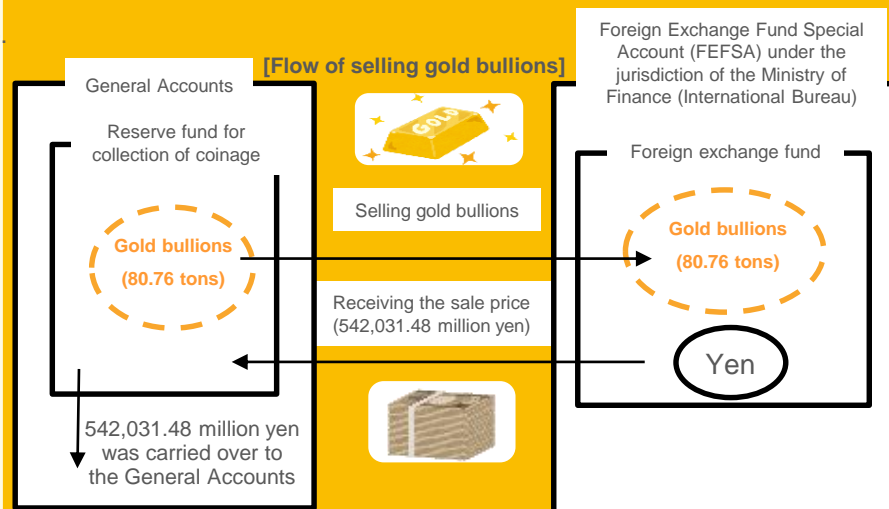 [Flow of selling gold bullions]
General Accounts
Reserve fund for
collection of coinage
Gold bullions
(80.76 tons)
542,031.48 million yen
was carried over to
the General Accounts
GOLD
Selling gold bullions
Receiving the sale price
(542,031.48 million yen)
Foreign Exchange Fund Special
Account (FEFSA) under the
jurisdiction of the Ministry of
Finance (International Bureau)
Foreign exchange fund
Gold bullions
(80.76 tons)
Yen